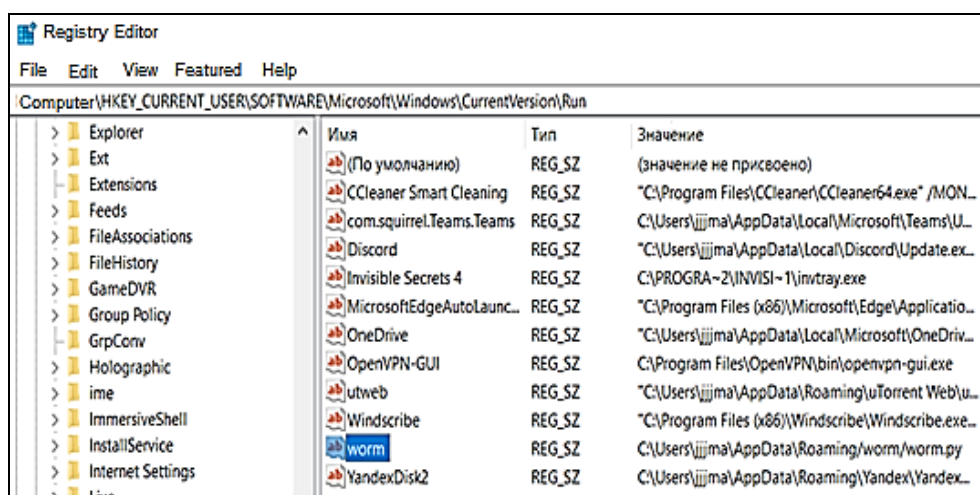 Registry Editor
File Edit View Featured Help
Computer\HKEY_CURRENT_USER\SOFTWARE\Microsoft\Windows\CurrentVersion\Run
Explorer
Ext
Extensions
Feeds
FileAssociations
FileHistory
GameDVR
Group Policy
GrpConv
Holographic
ime
ImmersiveShell
InstallService
Internet Settings
Имя Тип Значение
(По умолчанию) REG_SZ (значение не присвоено)
CCleaner Smart Cleaning REG_SZ "C:\Program Files\CCleaner\CCleaner64.exe" /MON...
com.squirrel.Teams.Teams REG_SZ C:\Users\jjjma\AppData\Local\Microsoft\Teams\U...
Discord REG_SZ "C:\Users\jjjma\AppData\Local\Discord\Update.ex...
Invisible Secrets 4 REG_SZ C:\PROGRA~2\INVISI~1\invtray.exe
MicrosoftEdgeAutoLaunc... REG_SZ "C:\Program Files (x86)\Microsoft\Edge\Applicatio...
OneDrive REG_SZ "C:\Users\jjjma\AppData\Local\Microsoft\OneDriv...
OpenVPN-GUI REG_SZ C:\Program Files\OpenVPN\bin\openvpn-gui.exe
utweb REG_SZ "C:\Users\jjjma\AppData\Roaming\uTorrent Web\u...
Windscribe REG_SZ "C:\Program Files (x86)\Windscribe\Windscribe.exe...
worm REG_SZ C:\Users\jjjma\AppData\Roaming/worm/worm.py
YandexDisk2 REG_SZ C:\Users\jjjma\AppData\Roaming\Yandex\Yandex...